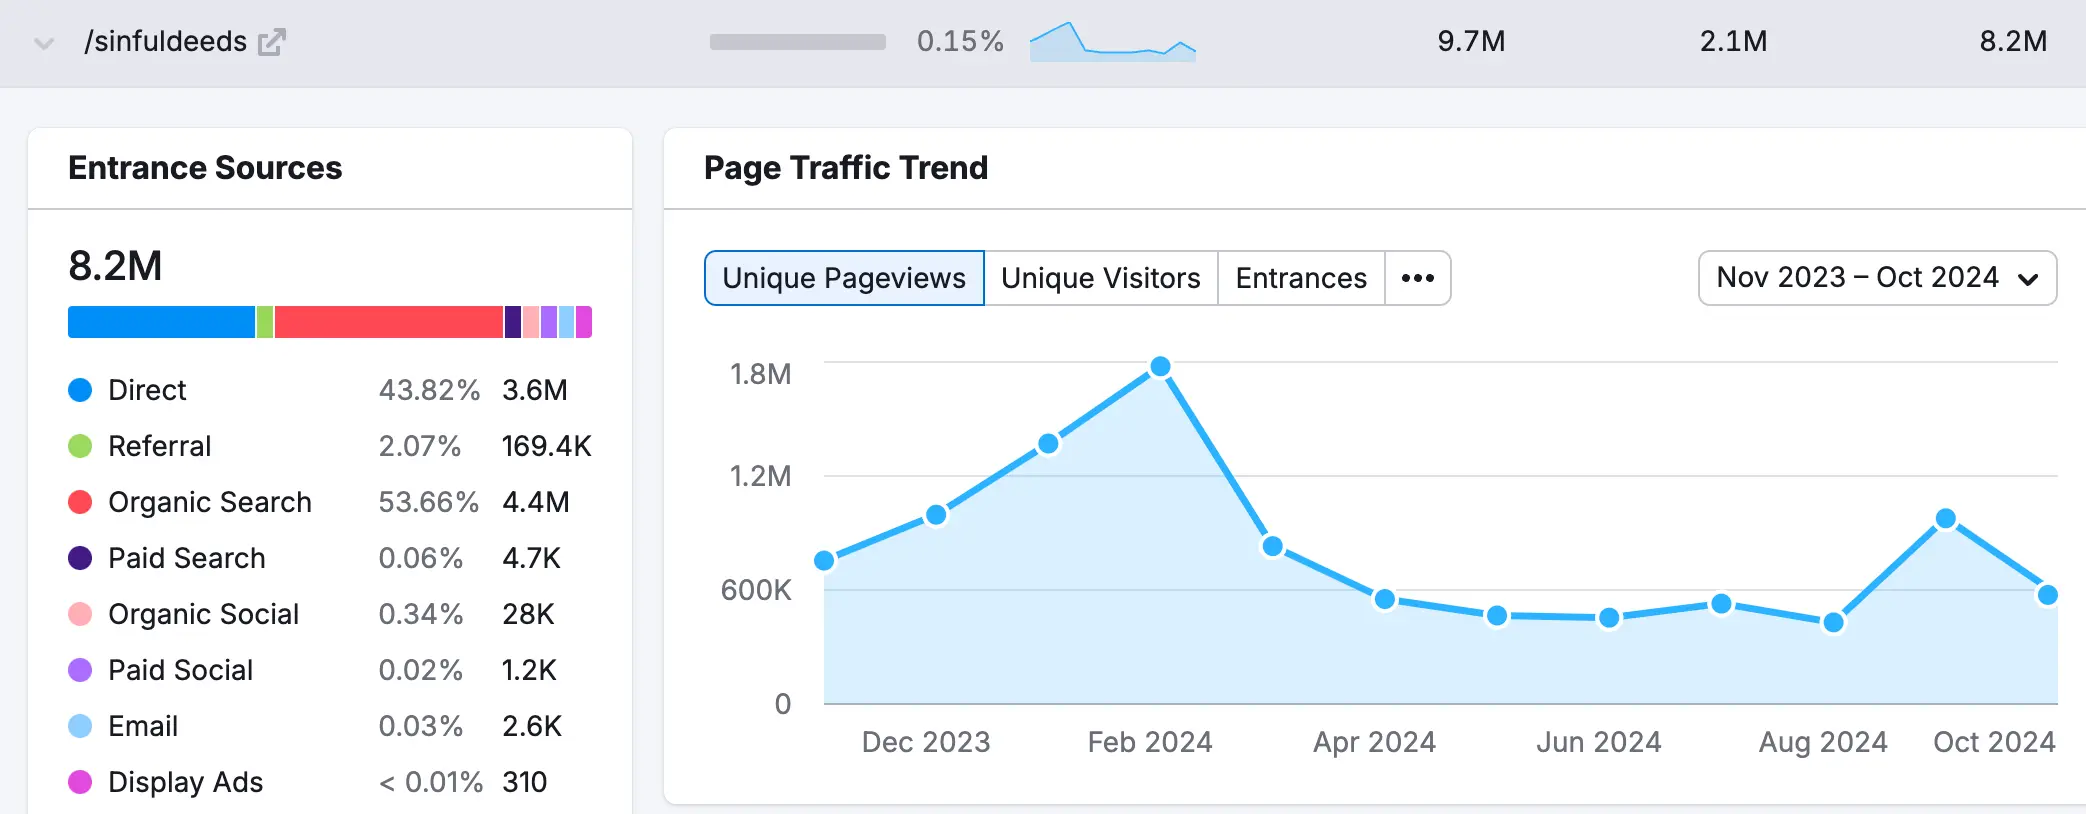 /sinfuldeeds 0.15% 9.7M 2.1M 8.2M
Entrance Sources
8.2M
Direct 43.82% 3.6M
Referral 2.07% 169.4K
Organic Search 53.66% 4.4M
Paid Search 0.06% 4.7K
Organic Social 0.34% 28K
Paid Social 0.02% 1.2K
Email 0.03% 2.6K
Display Ads < 0.01% 310
Page Traffic Trend
Unique Pageviews Unique Visitors Entrances ••• Nov 2023 – Oct 2024
1.8M
1.2M
600K
0
Dec 2023 Feb 2024 Apr 2024 Jun 2024 Aug 2024 Oct 2024